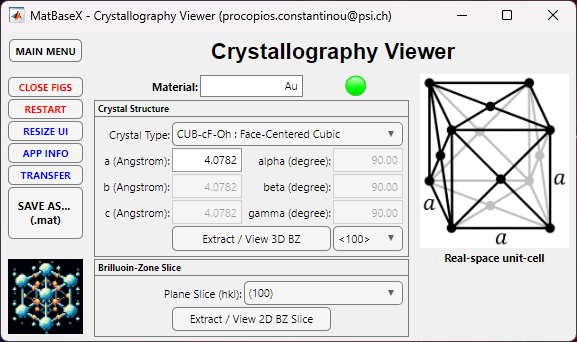 MatBaseX - Crystallography Viewer (procopios.constantinou@psi.ch)
MAIN MENU
Crystallography Viewer
CLOSE FIGS
RESTART
RESIZE UI
APP INFO
TRANSFER
SAVE AS...
(.mat)
Material: Au
Crystal Structure
Crystal Type: CUB-cF-Oh : Face-Centered Cubic
a (Angstrom): 4.0782 alpha (degree): 90.00
b (Angstrom): 4.0782 beta (degree): 90.00
c (Angstrom): 4.0782 gamma (degree): 90.00
Extract / View 3D BZ <100>
Brilluoin-Zone Slice
Plane Slice (hkl): (100)
Extract / View 2D BZ Slice
a
a
a
Real-space unit-cell